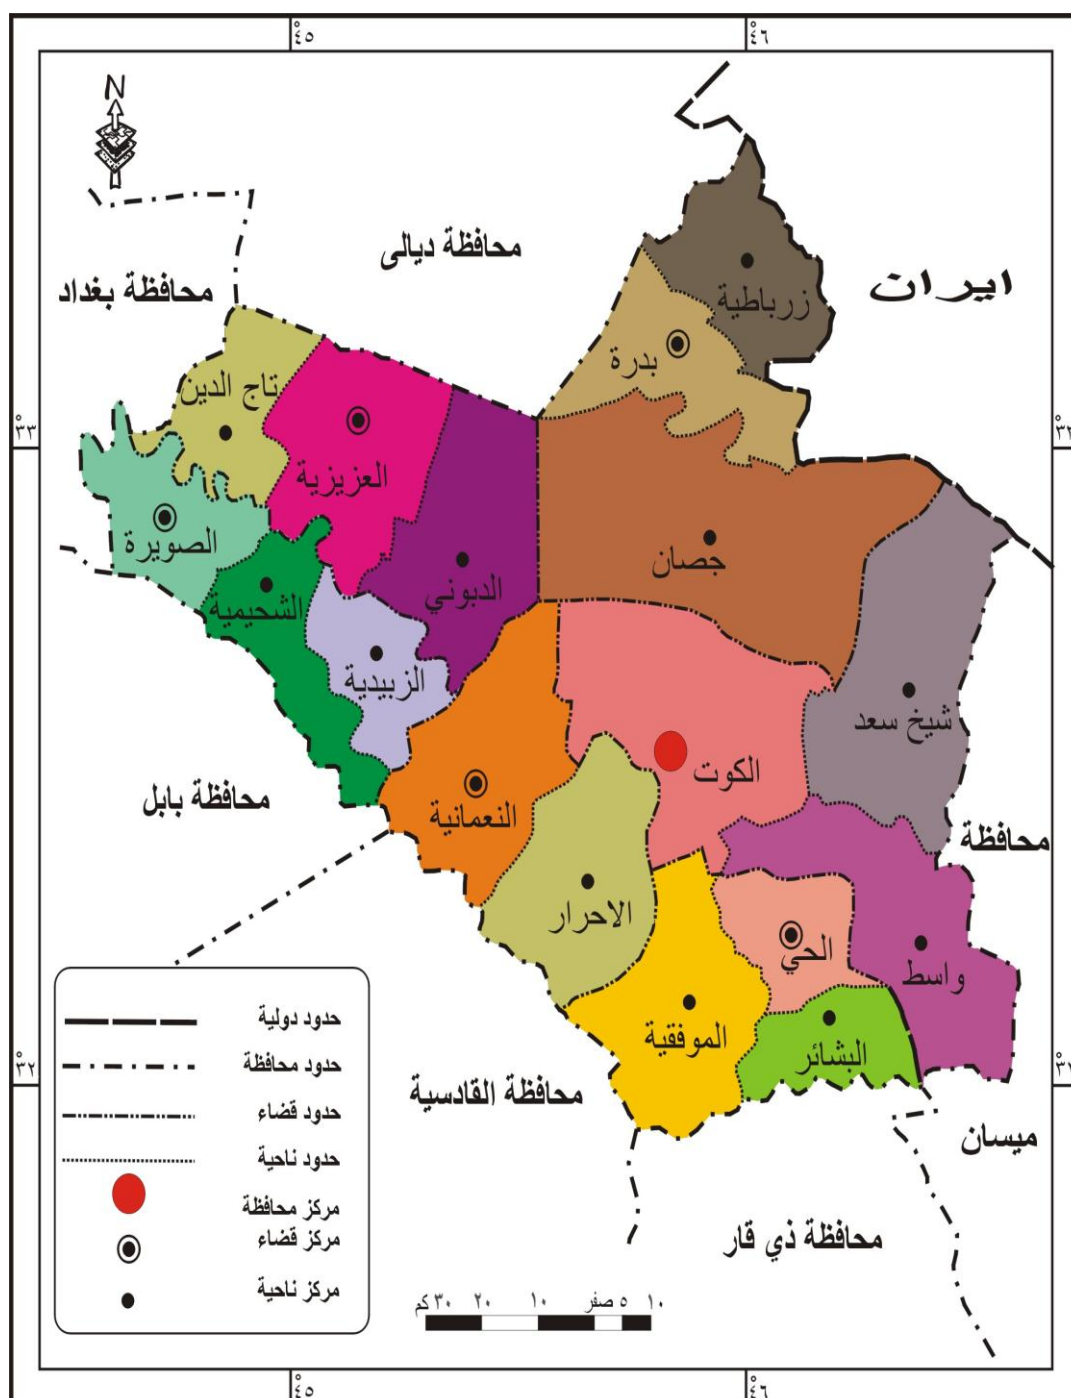 °٤٥
°٤٦
N
محافظة ديالى
ايران
محافظة بغداد
زرباطية
بدرة
تاج الدين
°٣٣
العزيزية
الصويرة
جصان
الدبوني
الشحيمية
الزبيدية
شيخ سعد
الكوت
محافظة بابل
النعمانية
محافظة
الاحرار
الحي
واسط
الموفقية
البشائر
°٣٢
محافظة القادسية
ميسان
محافظة ذي قار
حدود دولية
حدود محافظة
حدود قضاء
حدود ناحية
مركز محافظة
مركز قضاء
مركز ناحية
١٠ ٥ صفر ١٠ ٢٠ ٣٠ كم
°٤٥
°٤٦